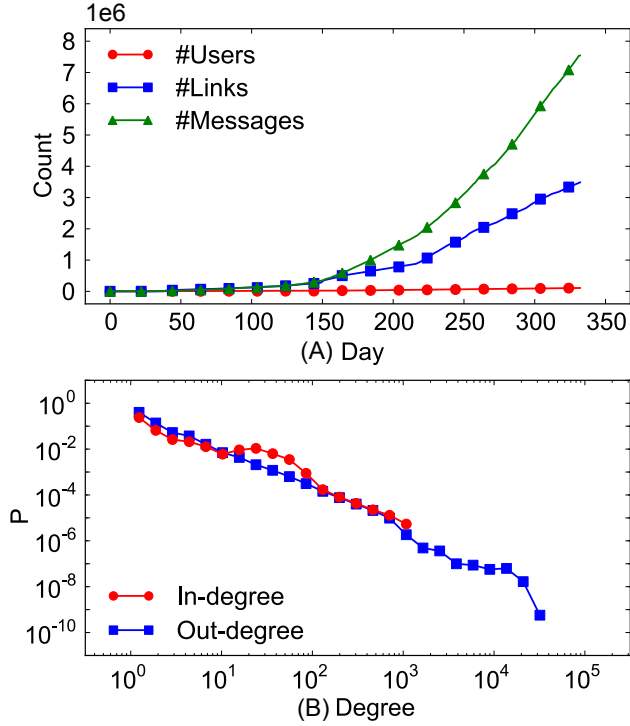 1e6
8
7
6
5
4
3
2
1
0
Count
#Users
#Links
#Messages
0 50 100 150 200 250 300 350
(A) Day
10^0
10^-2
10^-4
10^-6
10^-8
10^-10
P
In-degree
Out-degree
10^0 10^1 10^2 10^3 10^4 10^5
(B) Degree